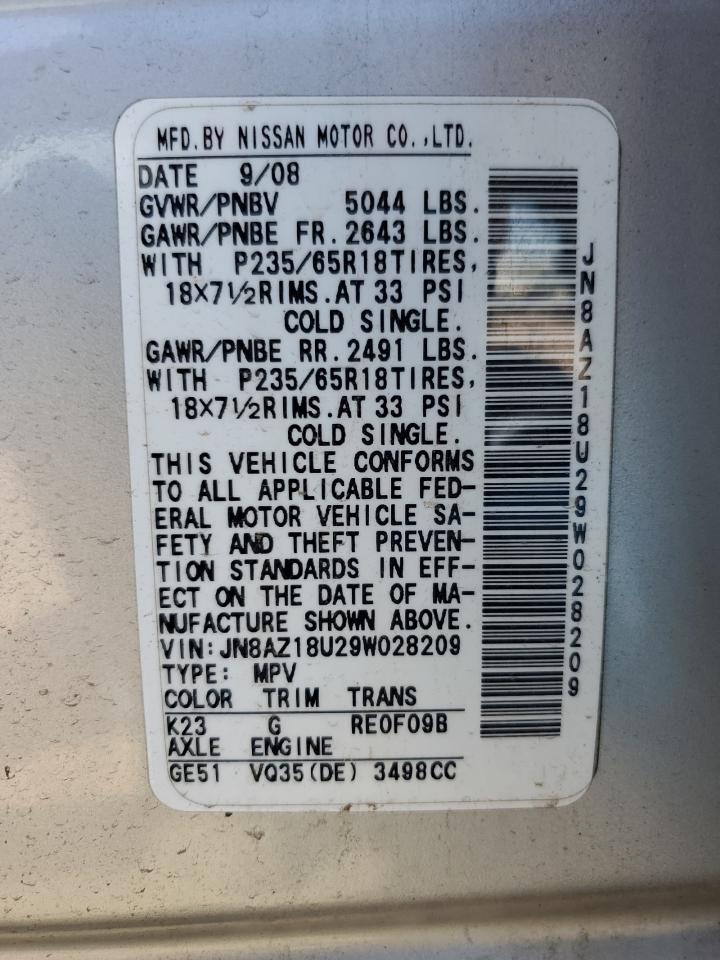 MFD.BY NISSAN MOTOR CO.,LTD.
DATE 9/08
GVWR/PNBV 5044 LBS.
GAWR/PNBE FR.2643 LBS.
WITH P235/65R18TIRES,
18X7½RIMS.AT 33 PSI
COLD SINGLE.
GAWR/PNBE RR.2491 LBS.
WITH P235/65R18TIRES,
18X7½RIMS.AT 33 PSI
COLD SINGLE.
THIS VEHICLE CONFORMS
TO ALL APPLICABLE FED-
ERAL MOTOR VEHICLE SA-
FETY AND THEFT PREVEN-
TION STANDARDS IN EFF-
ECT ON THE DATE OF MA-
NUFACTURE SHOWN ABOVE.
VIN:JN8AZ18U29W028209
TYPE: MPV
COLOR TRIM TRANS
K23 G RE0F09B
AXLE ENGINE
GE51 VQ35(DE) 3498CC
JN8AZ18U29W028209